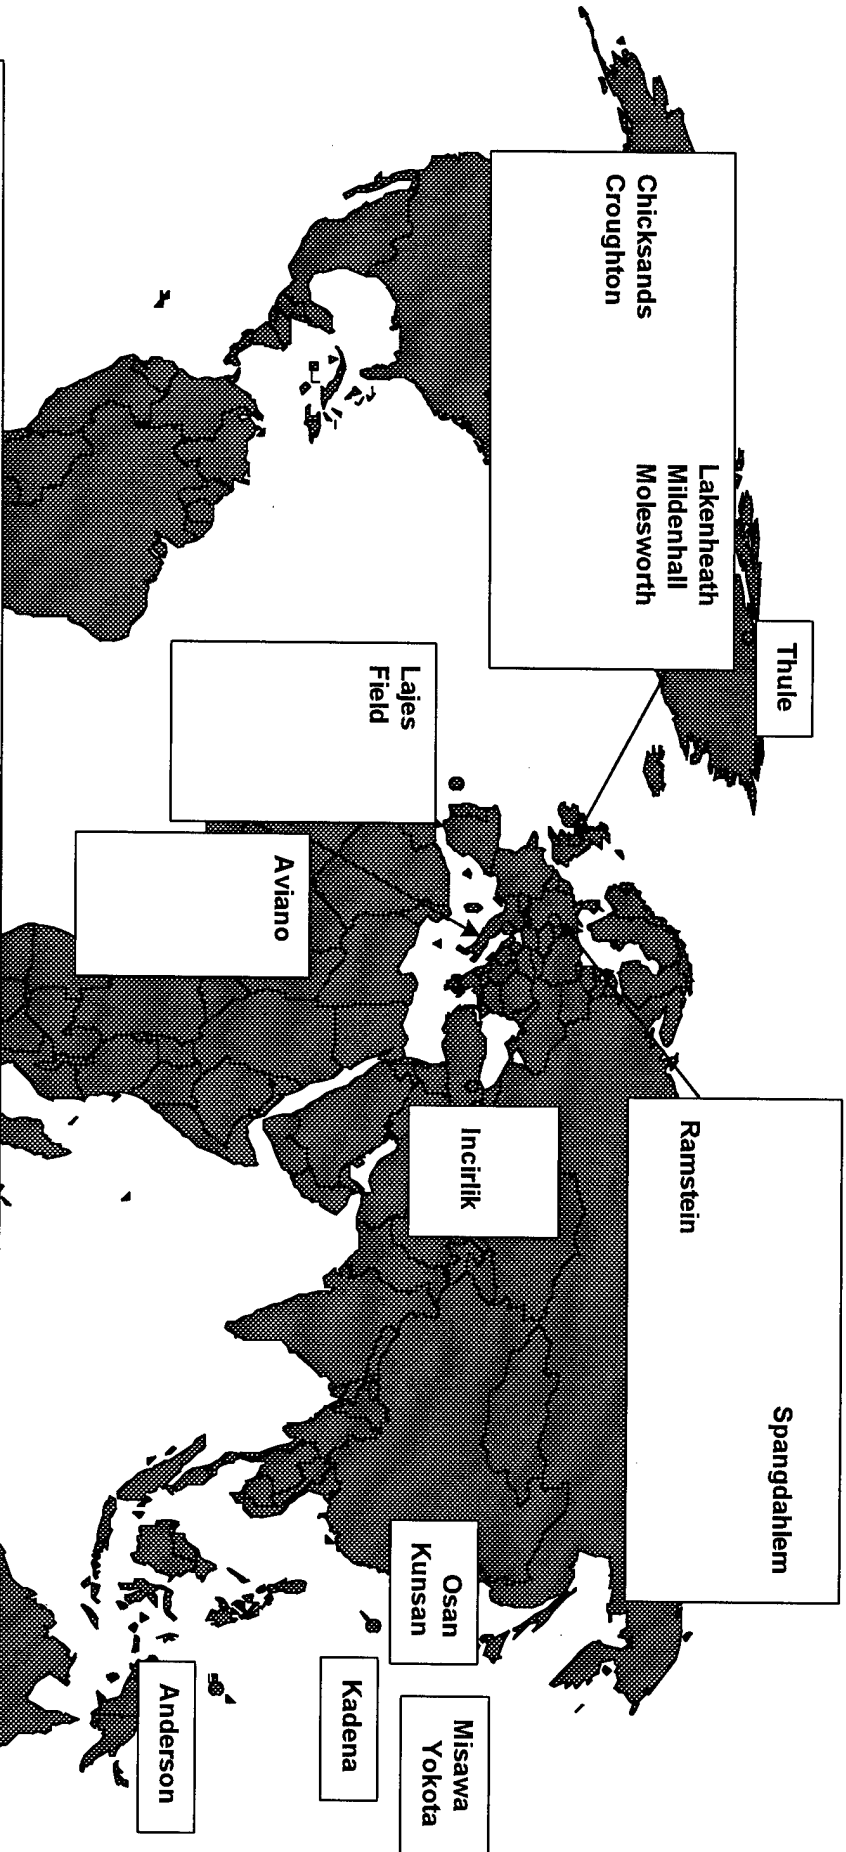 Thule
Lakenheath
Mildenhall
Molesworth
Chicksands
Croughton
Spangdahlem
Ramstein
Lajes
Field
Aviano
Incirlik
Osan
Kunsan
Misawa
Yokota
Kadena
Anderson